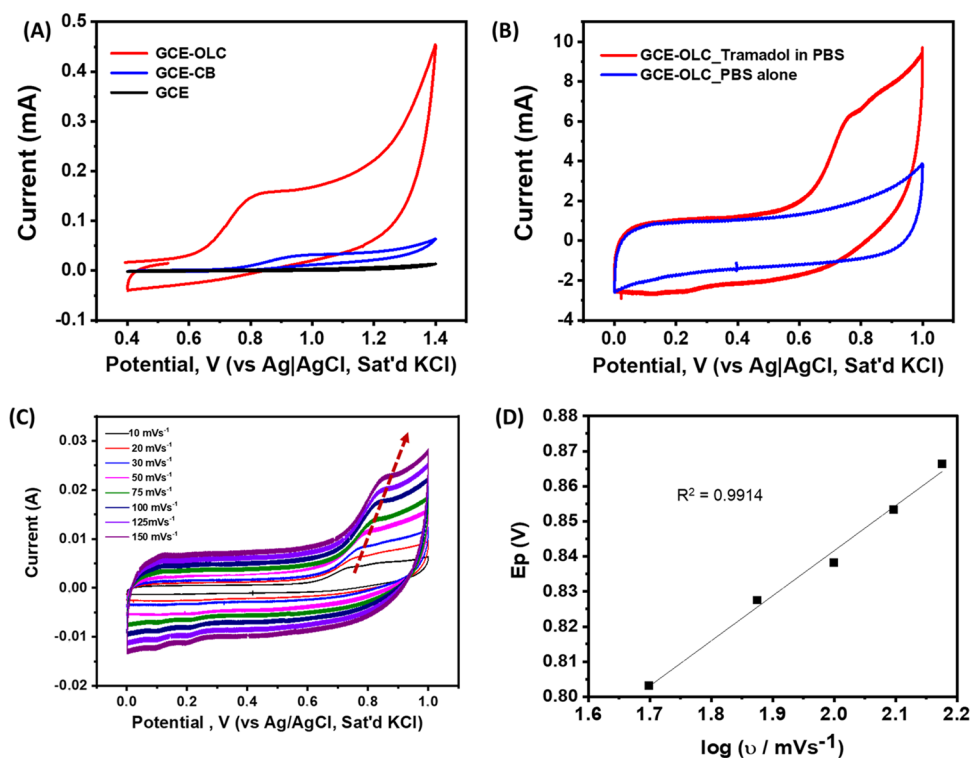 (A)
GCE-OLC
GCE-CB
GCE
0.5
0.4
0.3
0.2
0.1
0.0
-0.1
Current (mA)
0.4 0.6 0.8 1.0 1.2 1.4
Potential, V (vs Ag|AgCl, Sat'd KCl)
(B)
GCE-OLC_Tramadol in PBS
GCE-OLC_PBS alone
10
8
6
4
2
0
-2
-4
Current (mA)
0.0 0.2 0.4 0.6 0.8 1.0
Potential, V (vs Ag|AgCl, Sat'd KCl)
(C)
10 mVs-1
20 mVs-1
30 mVs-1
50 mVs-1
75 mVs-1
100 mVs-1
125mVs-1
150 mVs-1
0.03
0.02
0.01
0.00
-0.01
-0.02
Current (A)
0.0 0.2 0.4 0.6 0.8 1.0
Potential , V (vs Ag/AgCl, Sat'd KCl)
(D)
R2 = 0.9914
0.88
0.87
0.86
0.85
0.84
0.83
0.82
0.81
0.80
Ep (V)
1.6 1.7 1.8 1.9 2.0 2.1 2.2
log (υ / mVs-1)